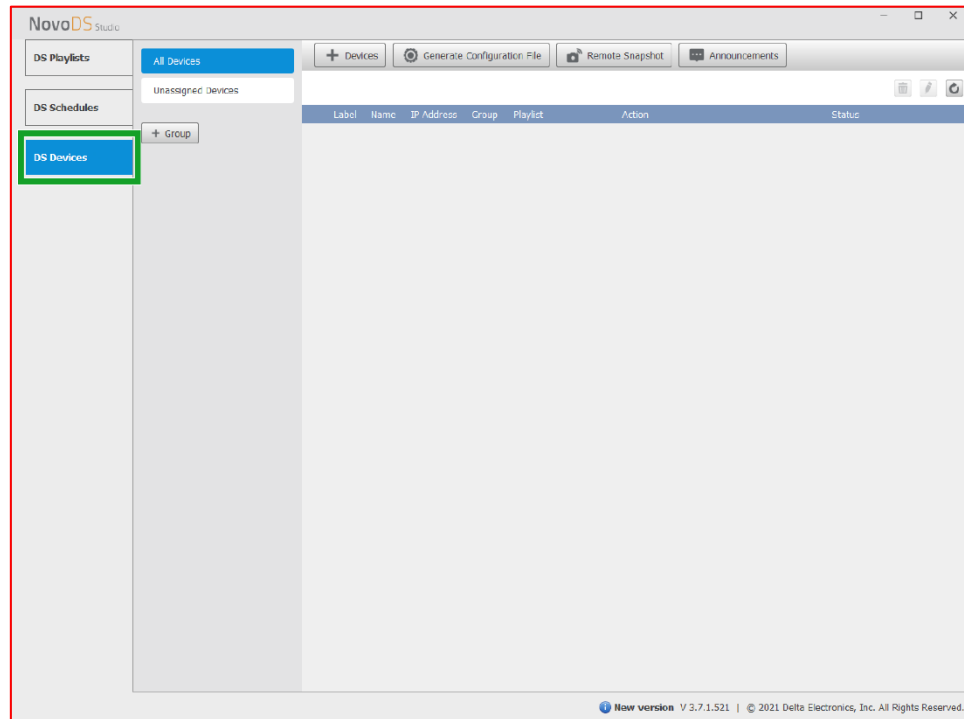 NovoDS Studio
DS Playlists
DS Schedules
DS Devices
All Devices
Unassigned Devices
+ Group
+ Devices Generate Configuration File Remote Snapshot Announcements
Label Name IP Address Group Playlist Action Status
New version V 3.7.1.521 | © 2021 Delta Electronics, Inc. All Rights Reserved.